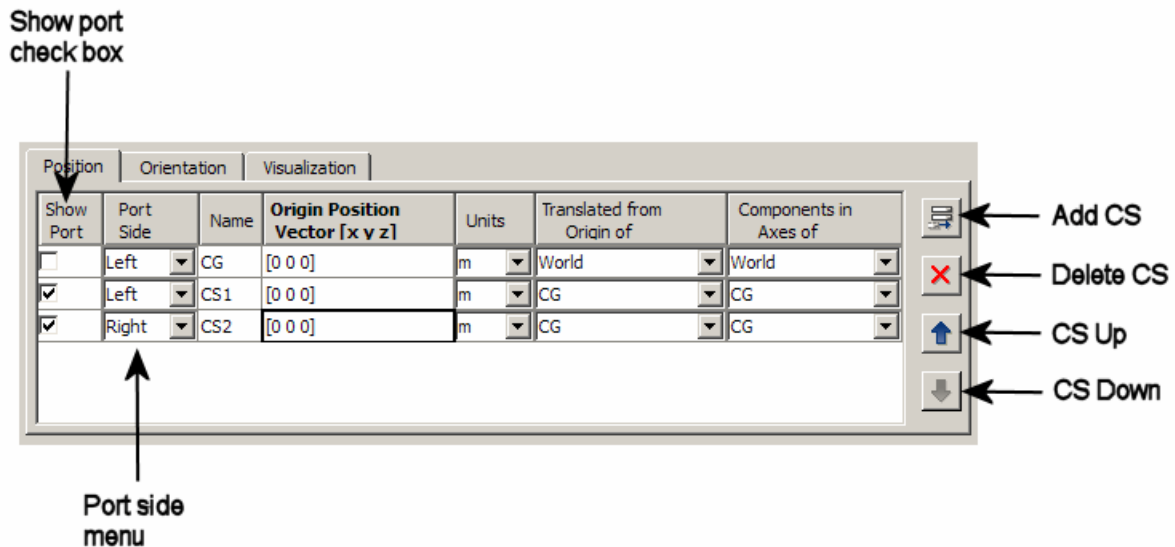 Show port
check box
Position Orientation Visualization
Show Port Port Side Name Origin Position Vector [x y z] Units Translated from Origin of Components in Axes of
Left CG [0 0 0] m World World
Left CS1 [0 0 0] m CG CG
Right CS2 [0 0 0] m CG CG
Add CS
Delete CS
CS Up
CS Down
Port side
menu